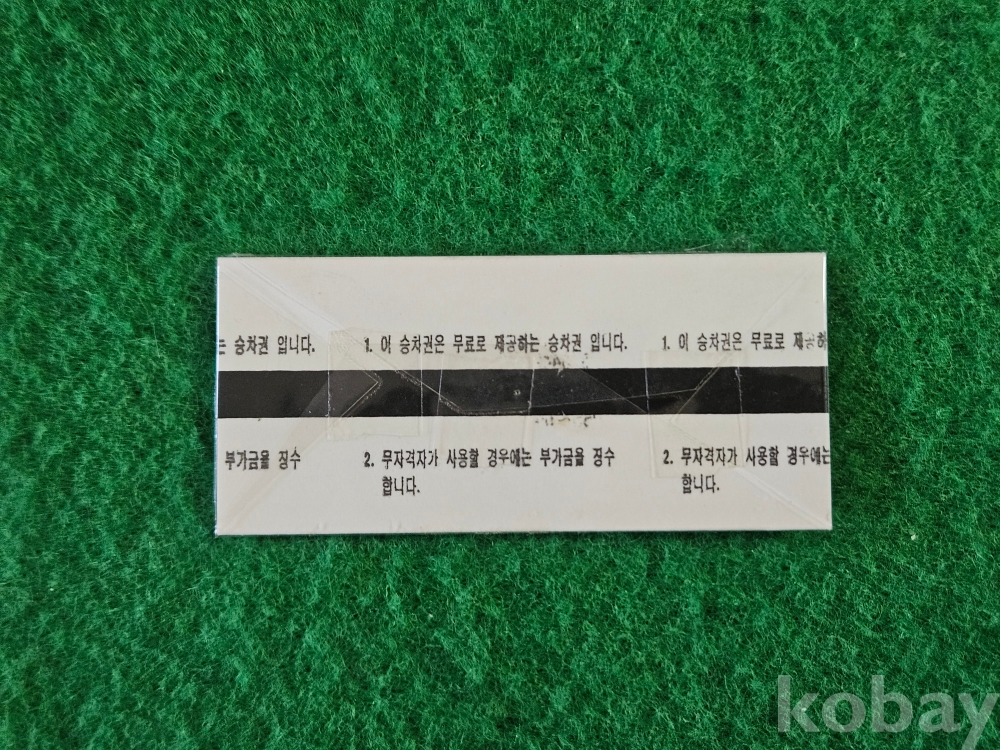 는 승차권 입니다. 1. 이 승차권은 무료로 제공하는 승차권 입니다. 1. 이 승차권은 무료로 제공하
부가금을 징수 2. 무자격자가 사용할 경우에는 부가금을 징수 2. 무자격자가 사용할 경우에는
합니다. 합니다.
kobay